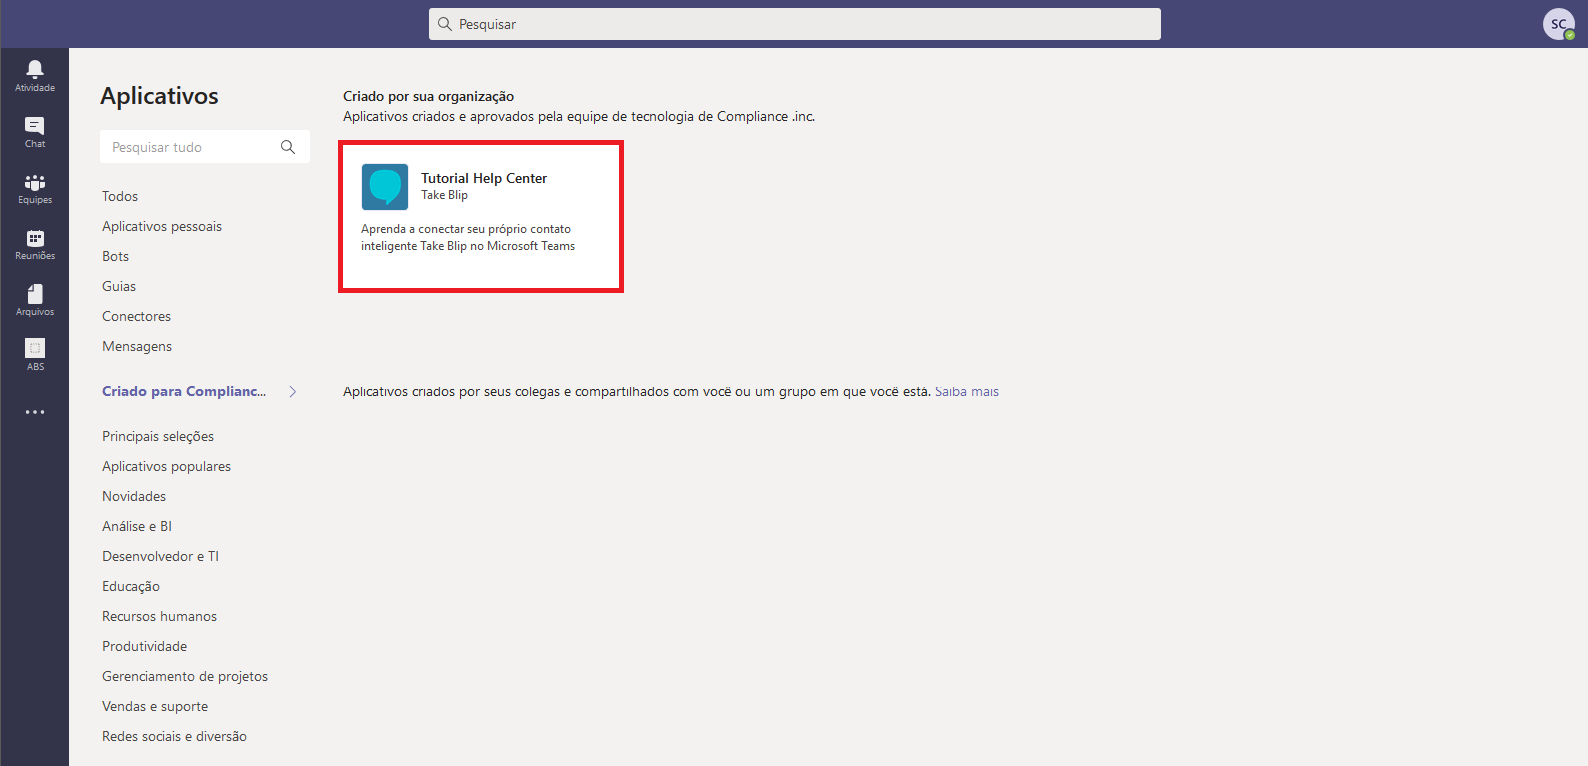 Pesquisar
SC
Atividade
Chat
Equipes
Reuniões
Arquivos
ABS
Aplicativos
Pesquisar tudo
Todos
Aplicativos pessoais
Bots
Guias
Conectores
Mensagens
Criado para Complianc...
Principais seleções
Aplicativos populares
Novidades
Análise e BI
Desenvolvedor e TI
Educação
Recursos humanos
Produtividade
Gerenciamento de projetos
Vendas e suporte
Redes sociais e diversão
Criado por sua organização
Aplicativos criados e aprovados pela equipe de tecnologia de Compliance .inc.
Tutorial Help Center
Take Blip
Aprenda a conectar seu próprio contato
inteligente Take Blip no Microsoft Teams
Aplicativos criados por seus colegas e compartilhados com você ou um grupo em que você está. Saiba mais